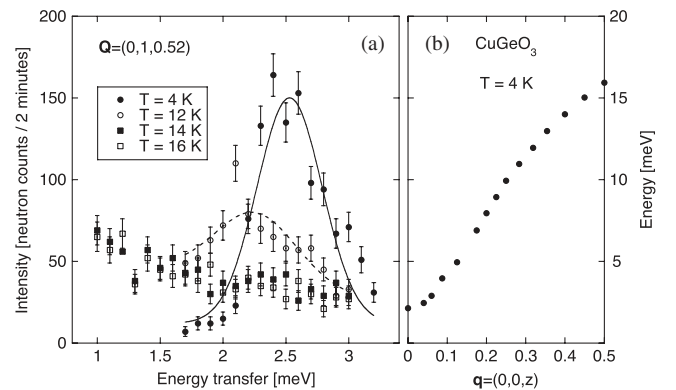 200
150
100
50
0
Intensity [neutron counts / 2 minutes]
Q=(0,1,0.52)
(a)
T = 4 K
T = 12 K
T = 14 K
T = 16 K
1 1.5 2 2.5 3
Energy transfer [meV]
(b)
CuGeO3
T = 4 K
20
15
10
5
0
Energy [meV]
0 0.1 0.2 0.3 0.4 0.5
q=(0,0,z)